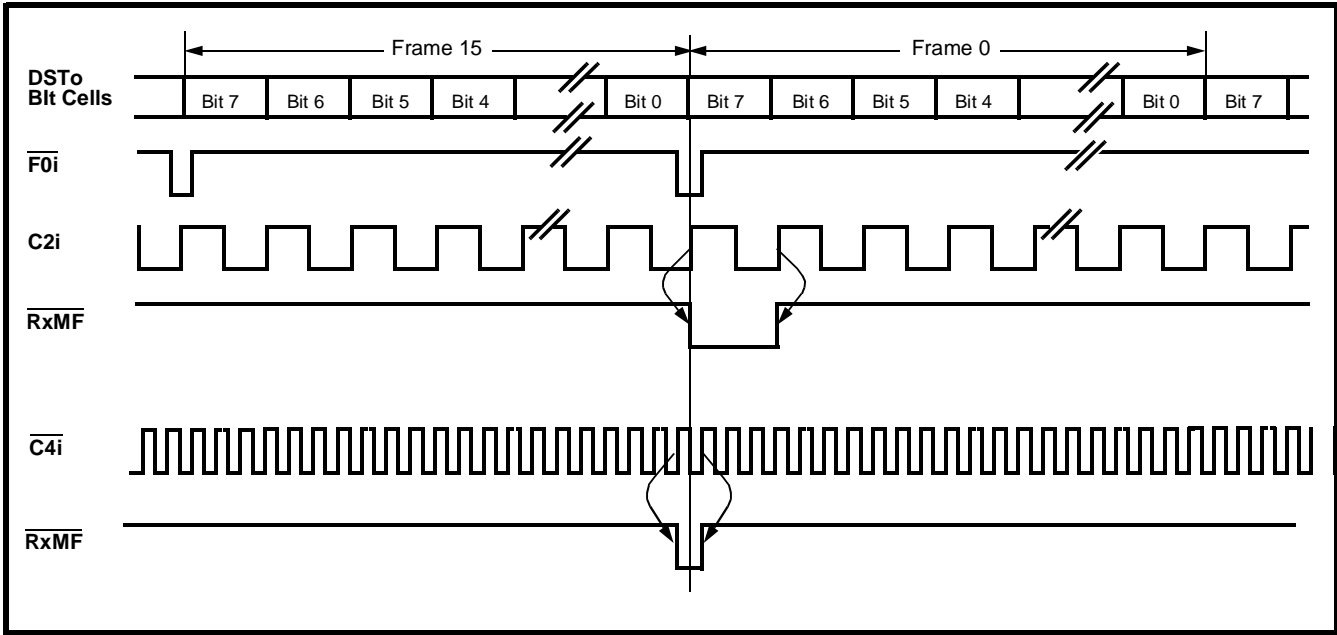 Frame 15 Frame 0
DSTo
BIt Cells
Bit 7 Bit 6 Bit 5 Bit 4 Bit 0 Bit 7 Bit 6 Bit 5 Bit 4 Bit 0 Bit 7
F0i
C2i
RxMF
C4i
RxMF